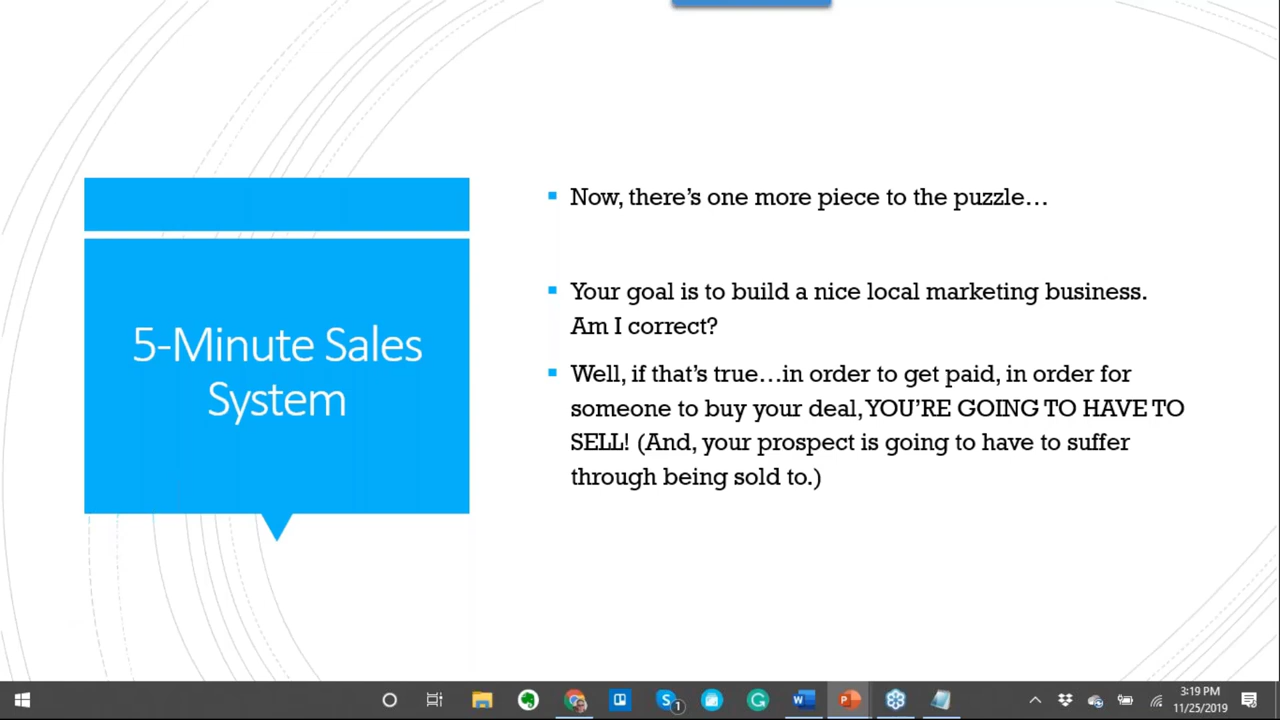 5-Minute Sales
System
Now, there’s one more piece to the puzzle…
Your goal is to build a nice local marketing business.
Am I correct?
Well, if that’s true…in order to get paid, in order for
someone to buy your deal, YOU’RE GOING TO HAVE TO
SELL! (And, your prospect is going to have to suffer
through being sold to.)
1
3:19 PM
11/25/2019